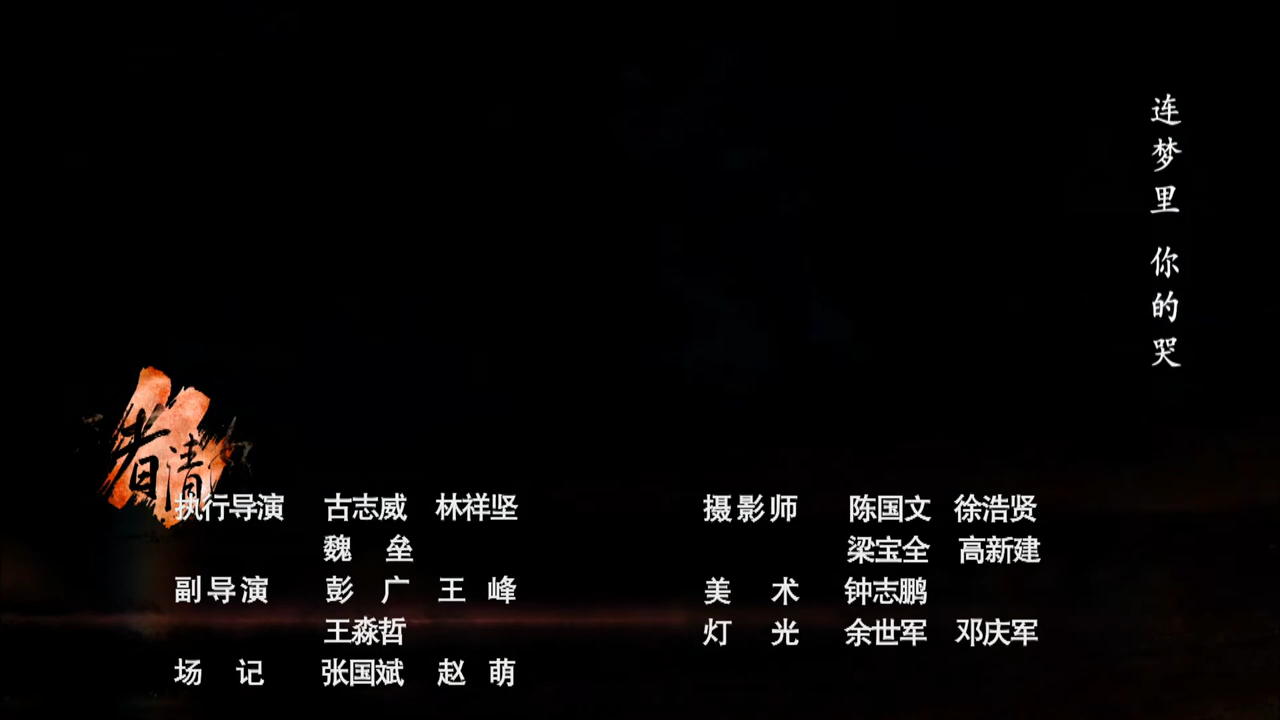 连梦里 你的哭
看清
执行导演 古志威 林祥坚
魏 垒
副导演 彭 广 王 峰
王淼哲
场 记 张国斌 赵 萌
摄影师 陈国文 徐浩贤
梁宝全 高新建
美 术 钟志鹏
灯 光 余世军 邓庆军